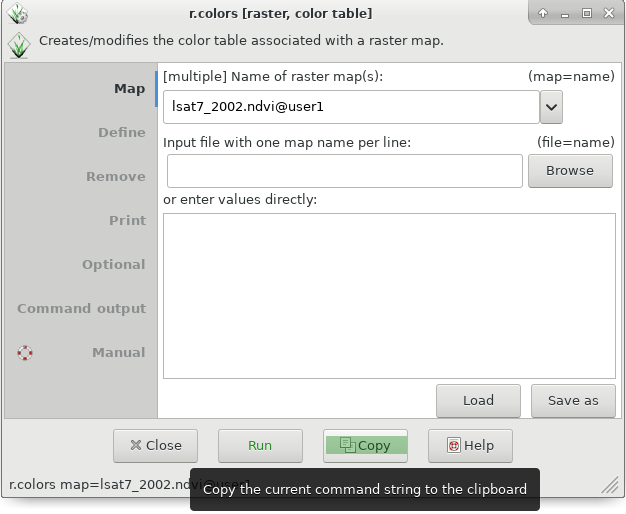 r.colors [raster, color table]
Creates/modifies the color table associated with a raster map.
Map
Define
Remove
Print
Optional
Command output
Manual
[multiple] Name of raster map(s): (map=name)
lsat7_2002.ndvi@user1
Input file with one map name per line: (file=name)
Browse
or enter values directly:
Load Save as
Close Run Copy Help
r.colors map=lsat7_2002.ndvi@user1
Copy the current command string to the clipboard